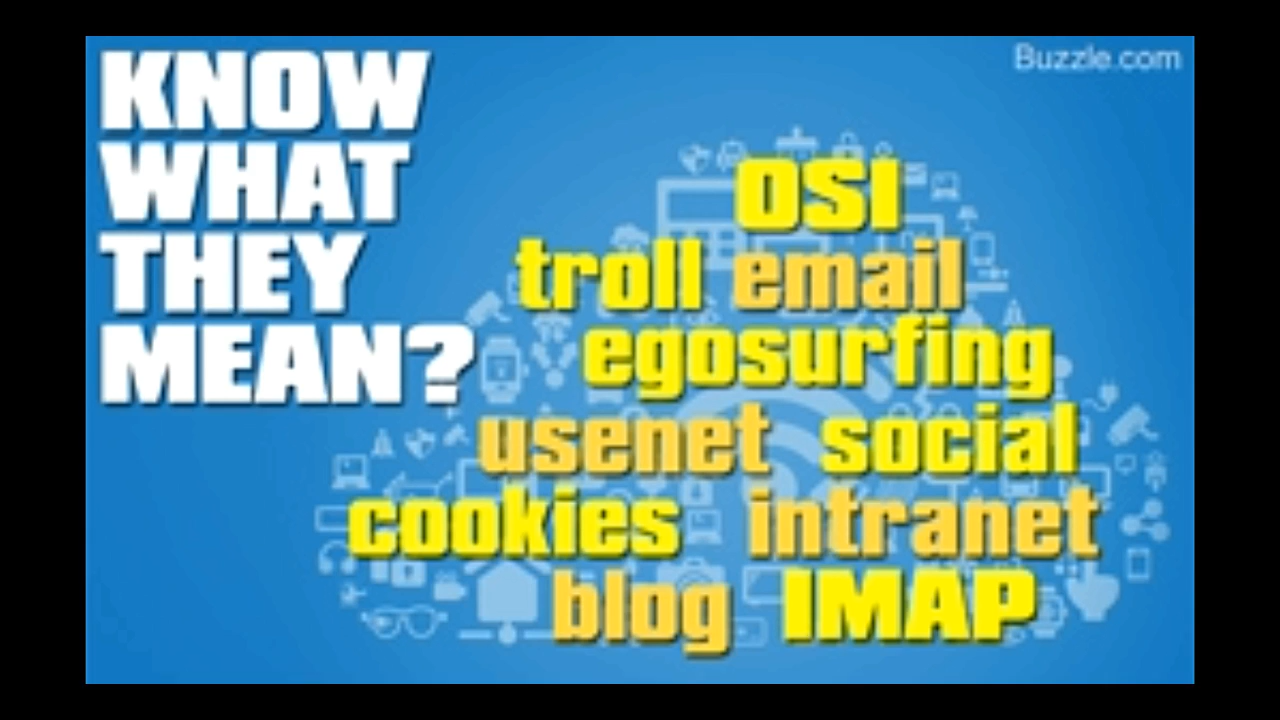 KNOW
WHAT
THEY
MEAN?
Buzzle.com
OSI
troll email
egosurfing
usenet social
cookies intranet
blog IMAP